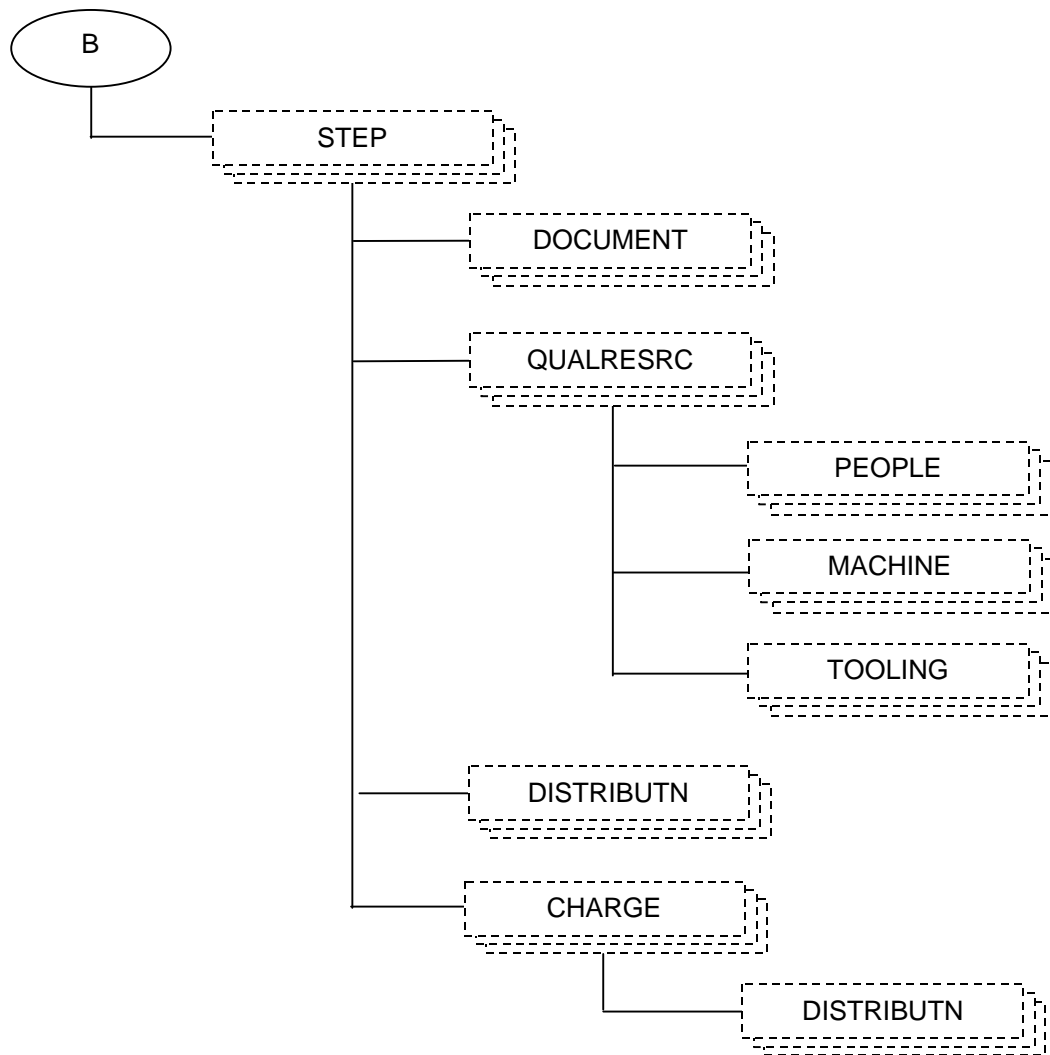 B
STEP
DOCUMENT
QUALRESRC
PEOPLE
MACHINE
TOOLING
DISTRIBUTN
CHARGE
DISTRIBUTN